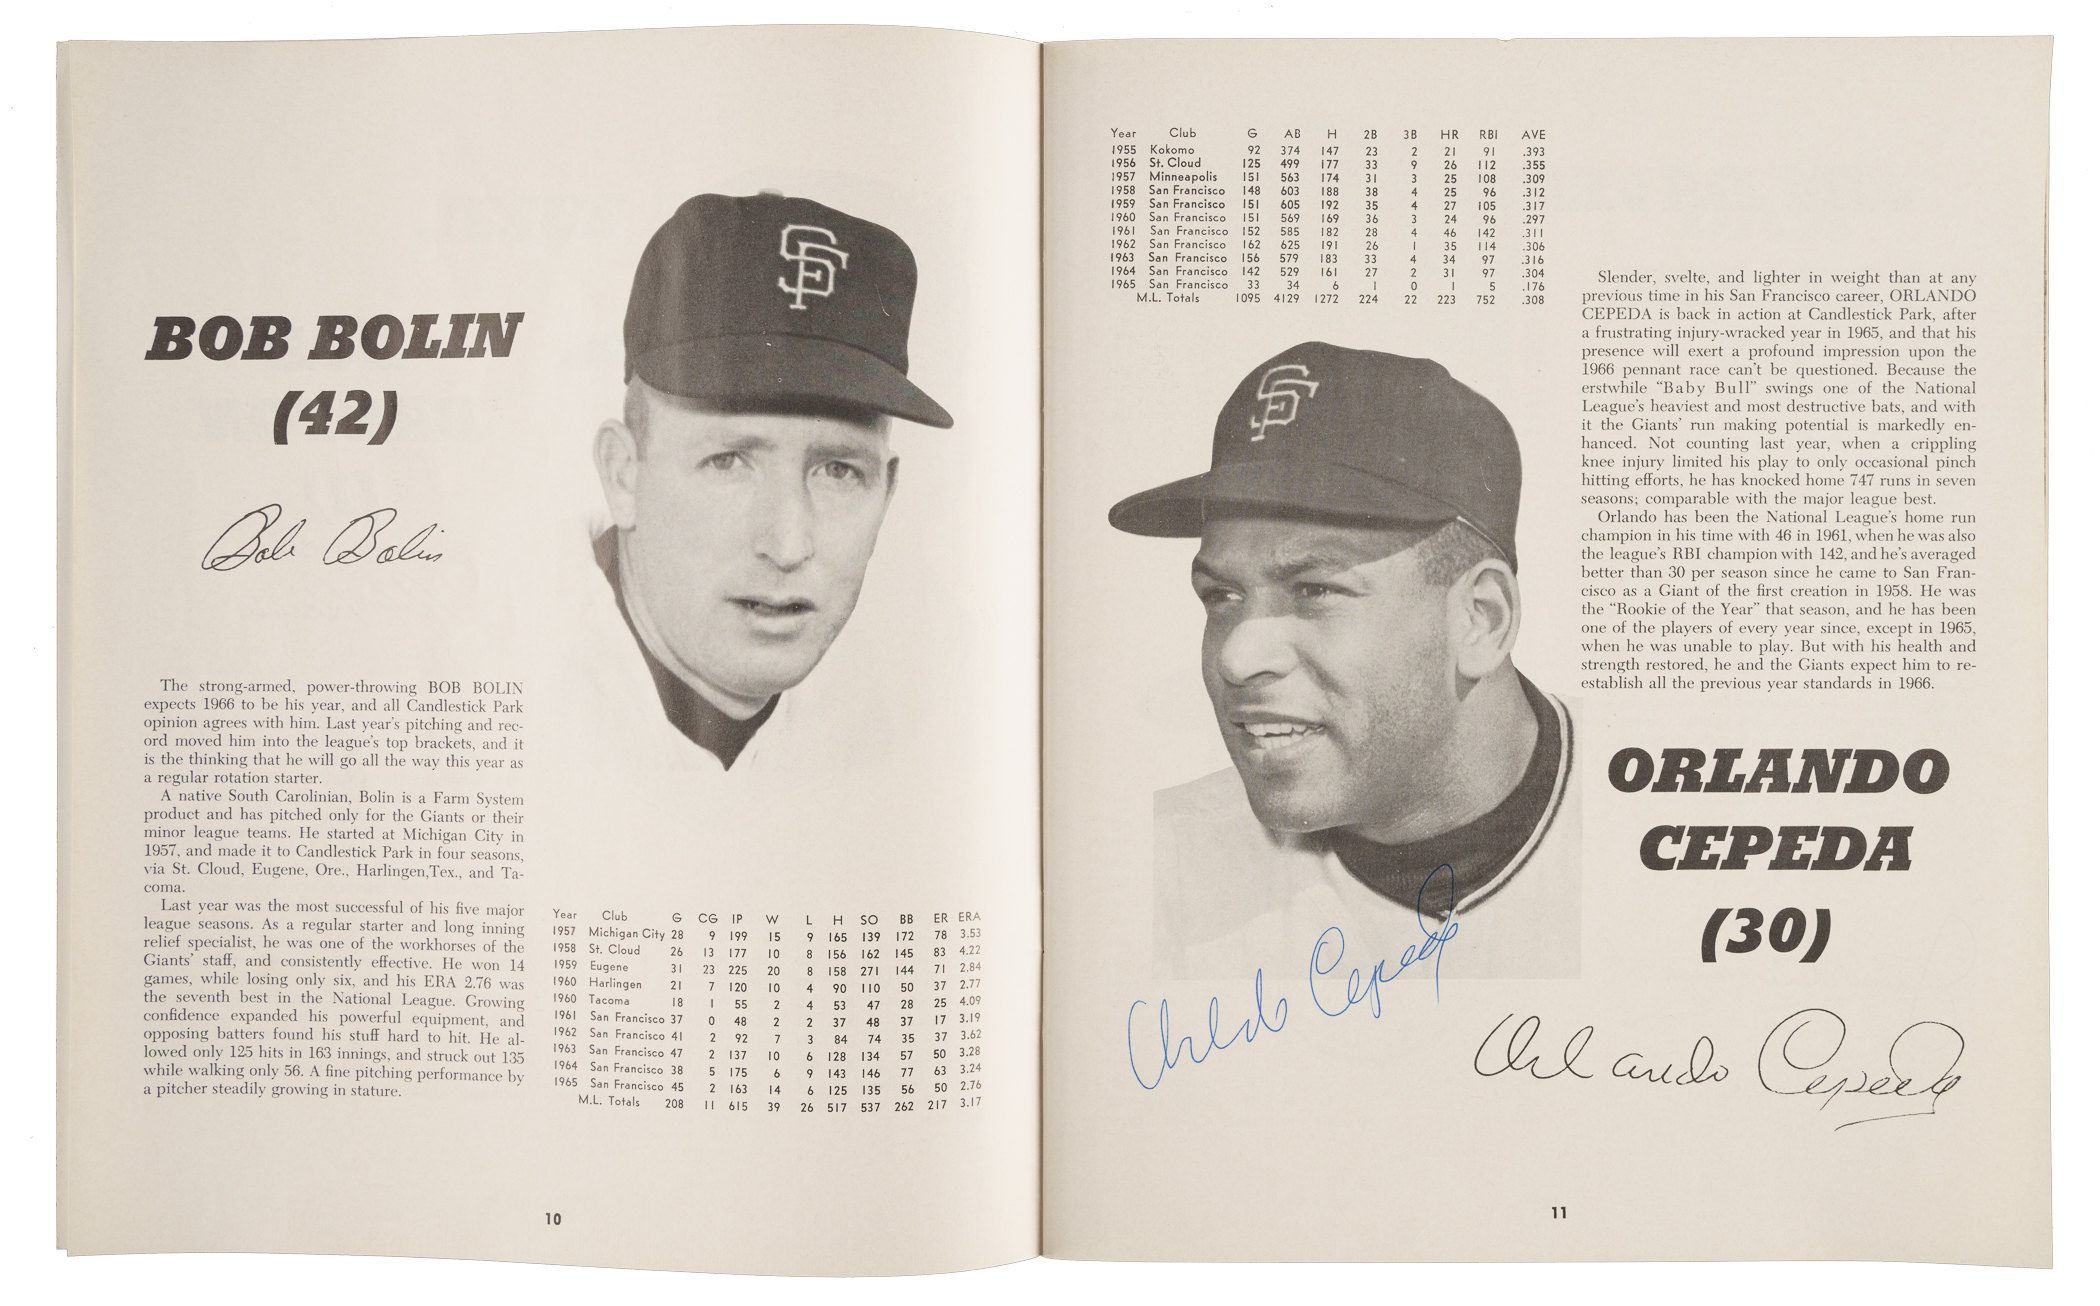 BOB BOLIN
(42)
Bob Bolin
SF
The strong-armed, power-throwing BOB BOLIN
expects 1966 to be his year, and all Candlestick Park
opinion agrees with him. Last year's pitching and rec-
ord moved him into the league's top brackets, and it
is the thinking that he will go all the way this year as
a regular rotation starter.
A native South Carolinian, Bolin is a Farm System
product and has pitched only for the Giants or their
minor league teams. He started at Michigan City in
1957, and made it to Candlestick Park in four seasons,
via St. Cloud, Eugene, Ore., Harlingen,Tex., and Ta-
coma.
Last year was the most successful of his five major
league seasons. As a regular starter and long inning
relief specialist, he was one of the workhorses of the
Giants' staff, and consistently effective. He won 14
games, while losing only six, and his ERA 2.76 was
the seventh best in the National League. Growing
confidence expanded his powerful equipment, and
opposing batters found his stuff hard to hit. He al-
lowed only 125 hits in 163 innings, and struck out 135
while walking only 56. A fine pitching performance by
a pitcher steadily growing in stature.
Year Club G CG IP W L H SO BB ER ERA
1957 Michigan City 28 9 199 15 9 165 139 172 78 3.53
1958 St. Cloud 26 13 177 10 8 156 162 145 83 4.22
1959 Eugene 31 23 225 20 8 158 271 144 71 2.84
1960 Harlingen 21 7 120 10 4 90 110 50 37 2.77
1960 Tacoma 18 1 55 2 4 53 47 28 25 4.09
1961 San Francisco 37 0 48 2 2 37 48 37 17 3.19
1962 San Francisco 41 2 92 7 3 84 74 35 37 3.62
1963 San Francisco 47 2 137 10 6 128 134 57 50 3.28
1964 San Francisco 38 5 175 6 9 143 146 77 63 3.24
1965 San Francisco 45 2 163 14 6 125 135 56 50 2.76
M.L. Totals 208 11 615 39 26 517 537 262 217 3.17
10
Year Club G AB H 2B 3B HR RBI AVE
1955 Kokomo 92 374 147 23 2 21 91 .393
1956 St. Cloud 125 499 177 33 9 26 112 .355
1957 Minneapolis 151 563 174 31 3 25 108 .309
1958 San Francisco 148 603 188 38 4 25 96 .312
1959 San Francisco 151 605 192 35 4 27 105 .317
1960 San Francisco 151 569 169 36 3 24 96 .297
1961 San Francisco 152 585 182 28 4 46 142 .311
1962 San Francisco 162 625 191 26 1 35 114 .306
1963 San Francisco 156 579 183 33 4 34 97 .316
1964 San Francisco 142 529 161 27 2 31 97 .304
1965 San Francisco 33 34 6 1 0 1 5 .176
M.L. Totals 1095 4129 1272 224 22 223 752 .308
SF
Slender, svelte, and lighter in weight than at any
previous time in his San Francisco career, ORLANDO
CEPEDA is back in action at Candlestick Park, after
a frustrating injury-wracked year in 1965, and that his
presence will exert a profound impression upon the
1966 pennant race can't be questioned. Because the
erstwhile “Baby Bull” swings one of the National
League's heaviest and most destructive bats, and with
it the Giants' run making potential is markedly en-
hanced. Not counting last year, when a crippling
knee injury limited his play to only occasional pinch
hitting efforts, he has knocked home 747 runs in seven
seasons; comparable with the major league best.
Orlando has been the National League's home run
champion in his time with 46 in 1961, when he was also
the league's RBI champion with 142, and he's averaged
better than 30 per season since he came to San Fran-
cisco as a Giant of the first creation in 1958. He was
the “Rookie of the Year” that season, and he has been
one of the players of every year since, except in 1965,
when he was unable to play. But with his health and
strength restored, he and the Giants expect him to re-
establish all the previous year standards in 1966.
ORLANDO
CEPEDA
(30)
Orlando Cepeda
Orlando Cepeda
11